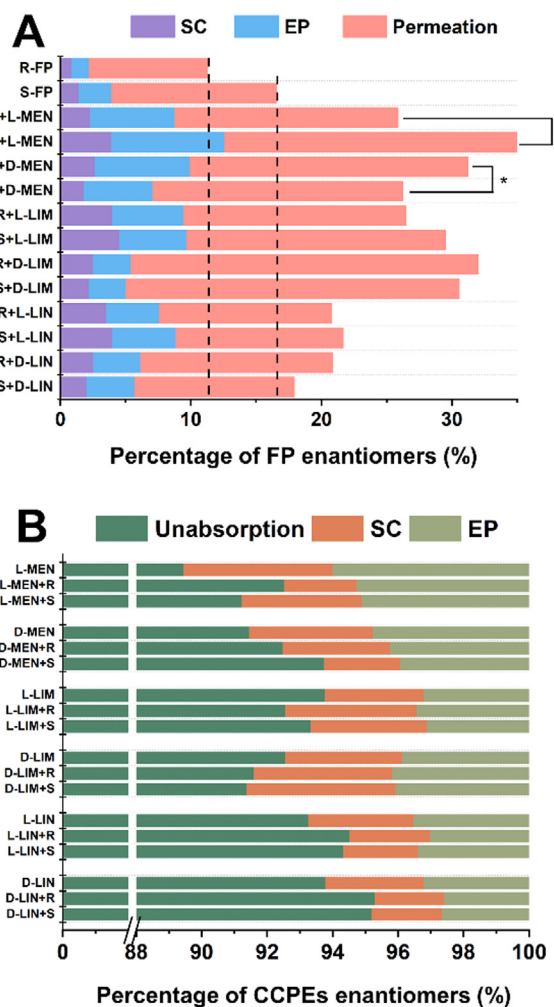 A
SC EP Permeation
R-FP
S-FP
+L-MEN
+L-MEN
+D-MEN
+D-MEN
*
R+L-LIM
S+L-LIM
R+D-LIM
S+D-LIM
R+L-LIN
S+L-LIN
R+D-LIN
S+D-LIN
0 10 20 30
Percentage of FP enantiomers (%)
B
Unabsorption SC EP
L-MEN
L-MEN+R
L-MEN+S
D-MEN
D-MEN+R
D-MEN+S
L-LIM
L-LIM+R
L-LIM+S
D-LIM
D-LIM+R
D-LIM+S
L-LIN
L-LIN+R
L-LIN+S
D-LIN
D-LIN+R
D-LIN+S
0 88 90 92 94 96 98 100
Percentage of CCPEs enantiomers (%)